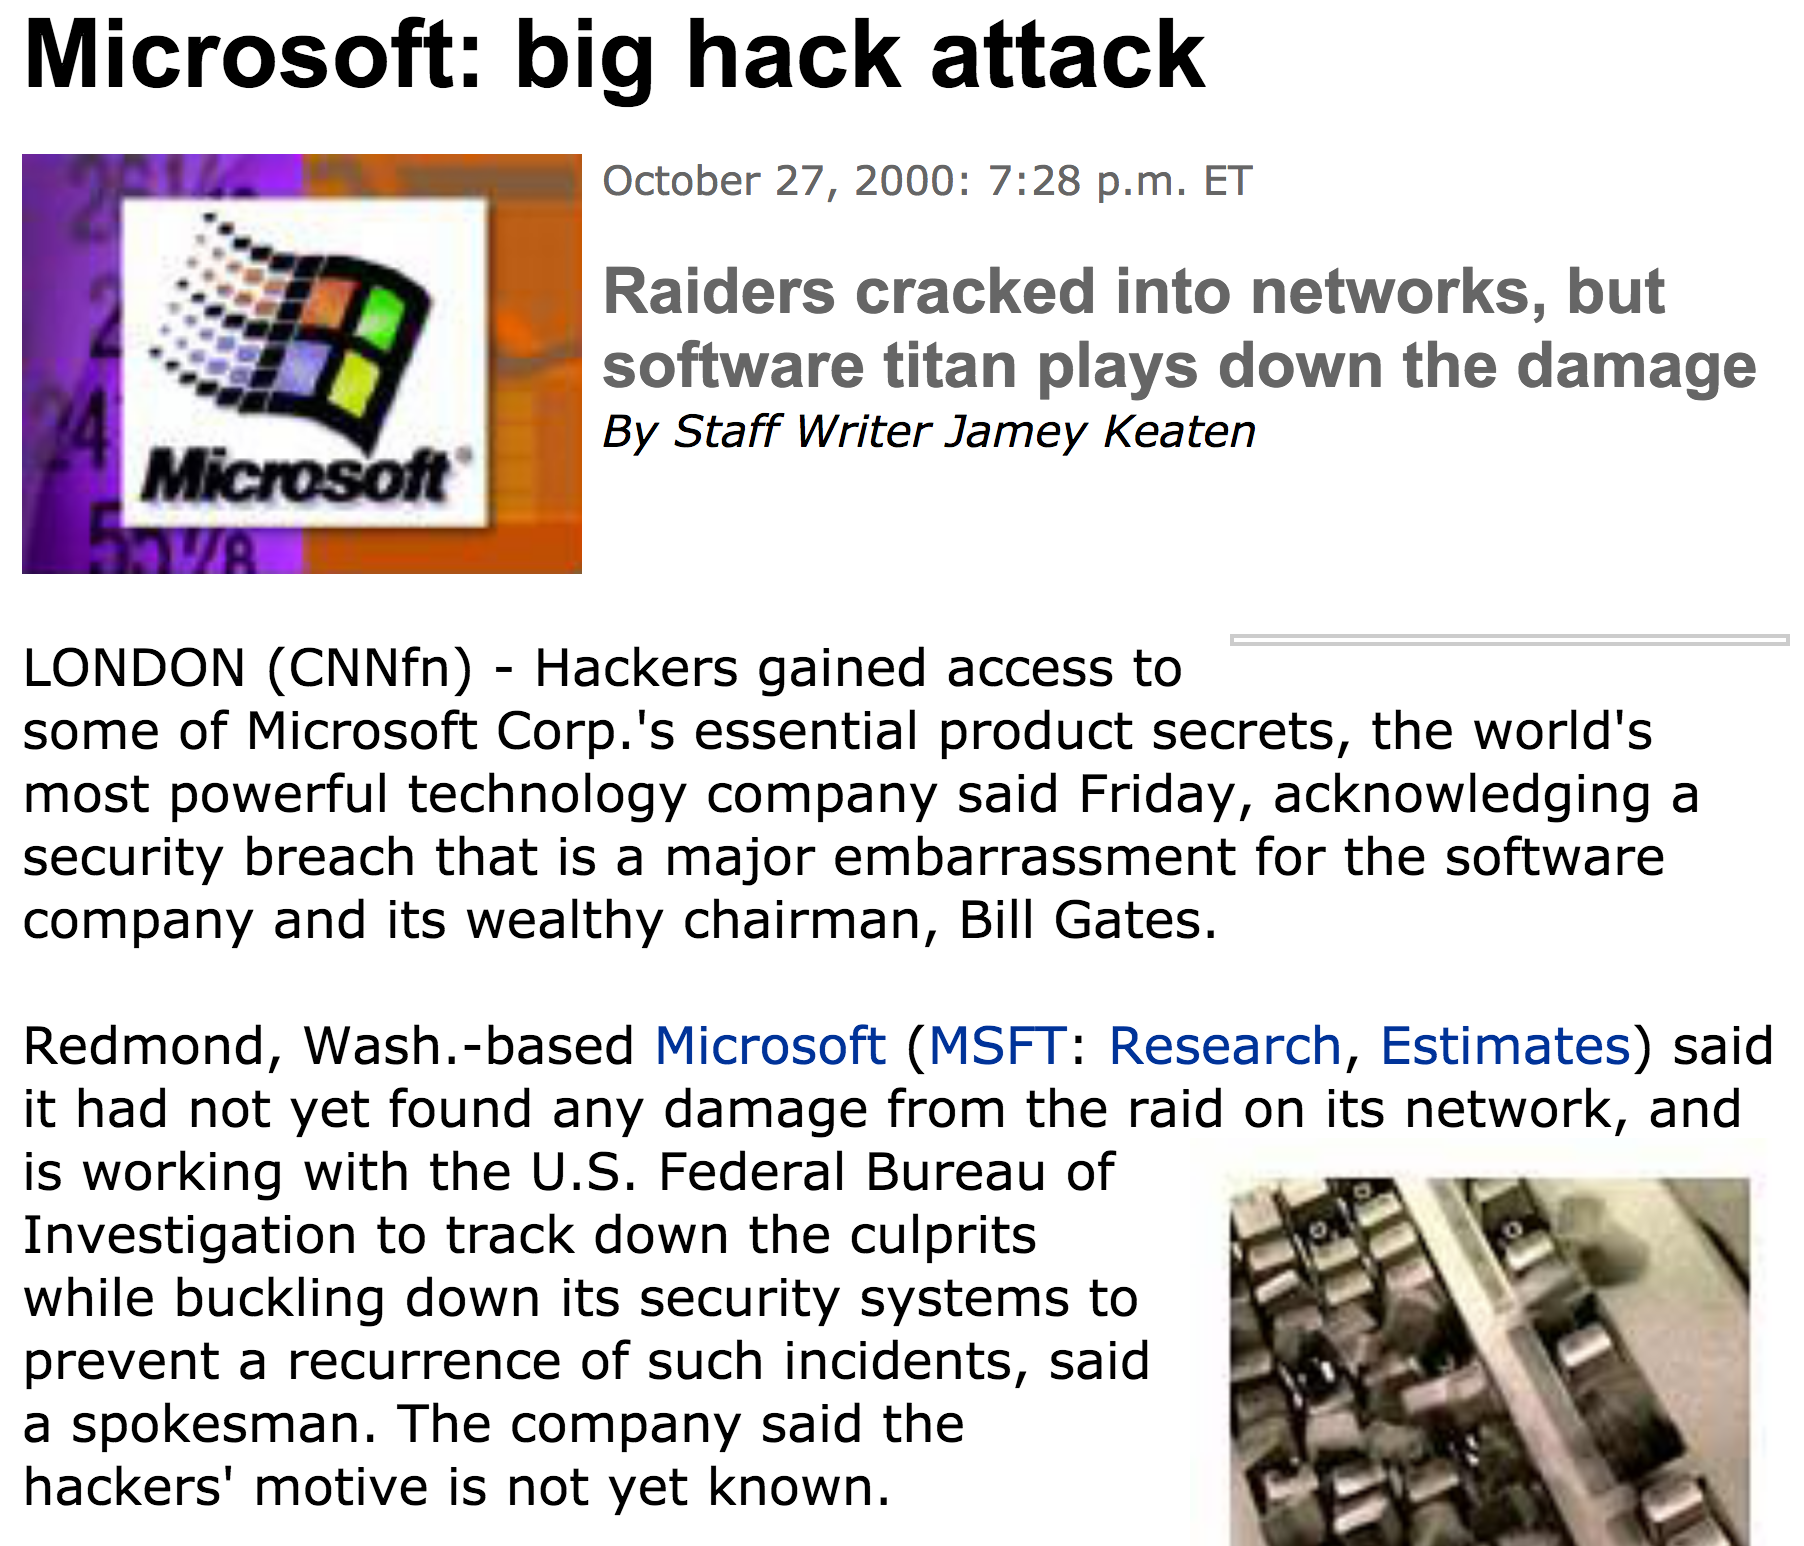 Microsoft: big hack attack
Microsoft®
October 27, 2000: 7:28 p.m. ET
Raiders cracked into networks, but
software titan plays down the damage
By Staff Writer Jamey Keaten
LONDON (CNNfn) - Hackers gained access to
some of Microsoft Corp.'s essential product secrets, the world's
most powerful technology company said Friday, acknowledging a
security breach that is a major embarrassment for the software
company and its wealthy chairman, Bill Gates.
Redmond, Wash.-based Microsoft (MSFT: Research, Estimates) said
it had not yet found any damage from the raid on its network, and
is working with the U.S. Federal Bureau of
Investigation to track down the culprits
while buckling down its security systems to
prevent a recurrence of such incidents, said
a spokesman. The company said the
hackers' motive is not yet known.